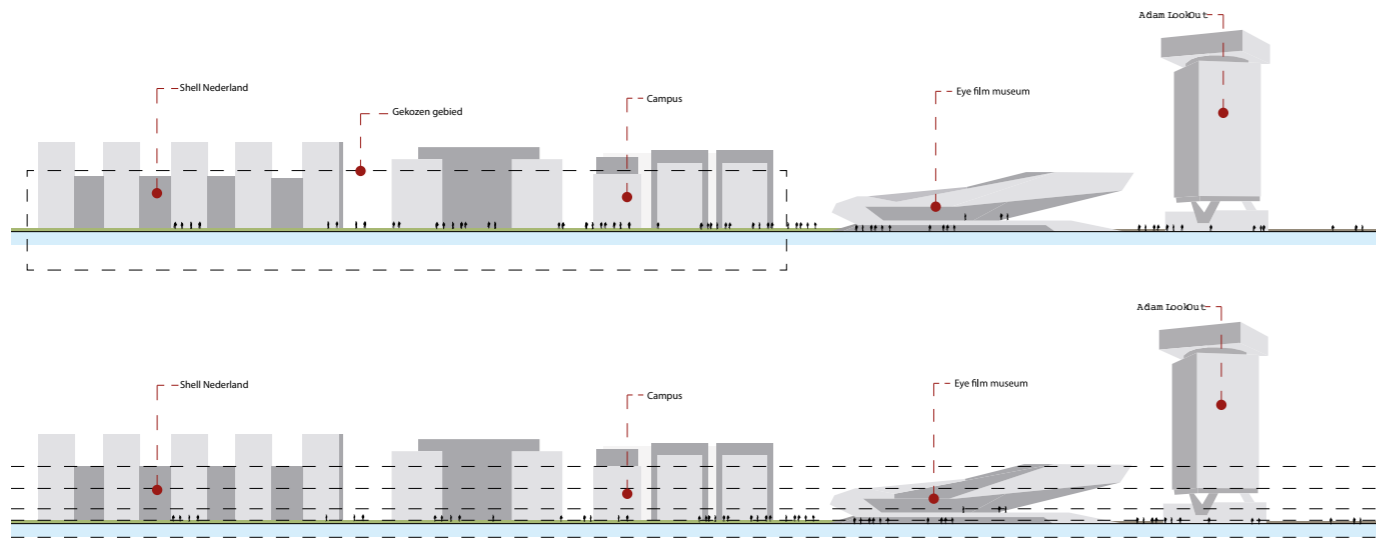 Adam LookOut
Shell Nederland
Eye film museum
Campus
Gekozen gebied
Adam LookOut
Shell Nederland
Eye film museum
Campus